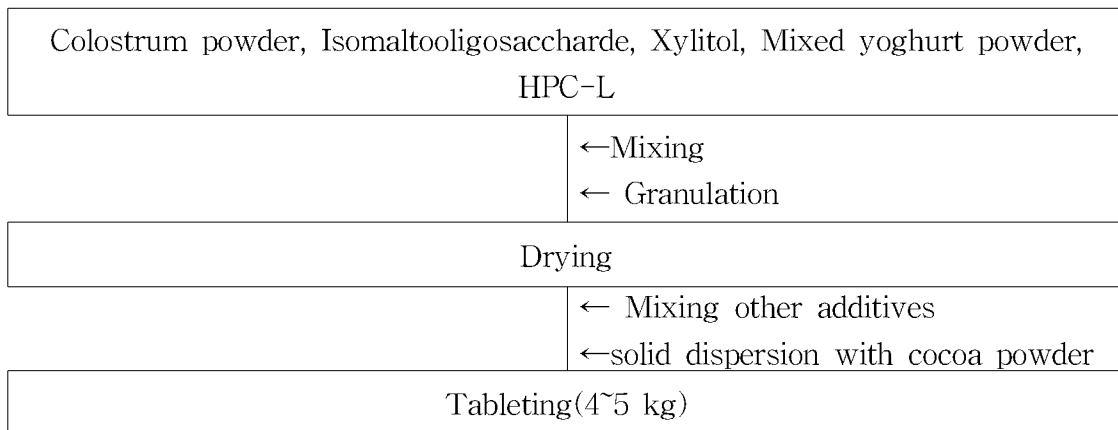 Colostrum powder, Isomaltooligosaccharde, Xylitol, Mixed yoghurt powder,
HPC-L
←Mixing
← Granulation
Drying
← Mixing other additives
←solid dispersion with cocoa powder
Tableting(4~5 kg)